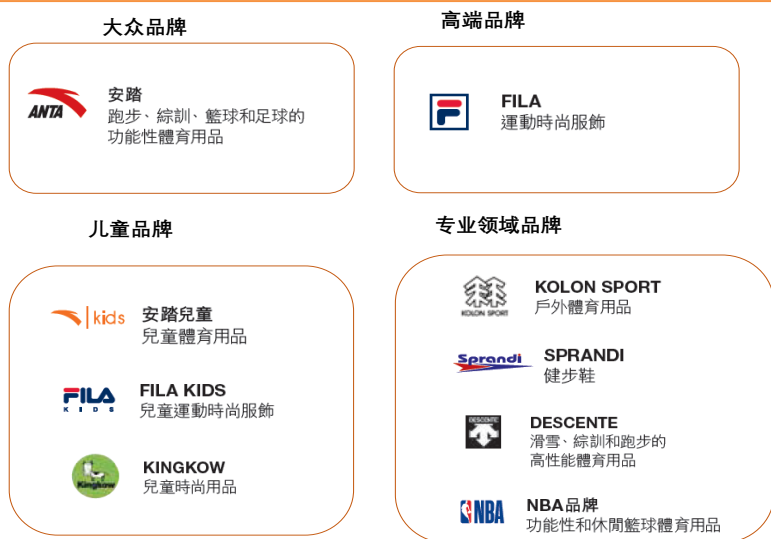 大众品牌
ANTA
安踏
跑步、綜訓、籃球和足球的
功能性體育用品
高端品牌
FILA
運動時尚服飾
儿童品牌
kids
安踏兒童
兒童體育用品
FILA
KIDS
FILA KIDS
兒童運動時尚服飾
Kingkow
KINGKOW
兒童時尚用品
专业领域品牌
KOLON SPORT
KOLON SPORT
戶外體育用品
Sprandi
SPRANDI
健步鞋
DESCENTE
DESCENTE
滑雪、綜訓和跑步的
高性能體育用品
NBA
NBA品牌
功能性和休閒籃球體育用品